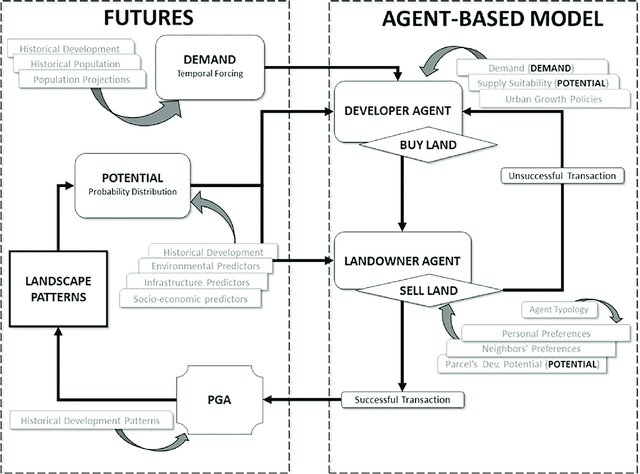 FUTURES
AGENT-BASED MODEL
Historical Development
Historical Population
Population Projections
DEMAND
Temporal Forcing
Demand (DEMAND)
Supply Suitability (POTENTIAL)
Urban Growth Policies
DEVELOPER AGENT
BUY LAND
POTENTIAL
Probability Distribution
Unsuccessful Transaction
Historical Development
Environmental Predictors
Infrastructure Predictors
Socio-economic predictors
LANDOWNER AGENT
SELL LAND
LANDSCAPE
PATTERNS
Agent Typology
Personal Preferences
Neighbors' Preferences
Parcel's Dev. Potential (POTENTIAL)
PGA
Successful Transaction
Historical Development Patterns